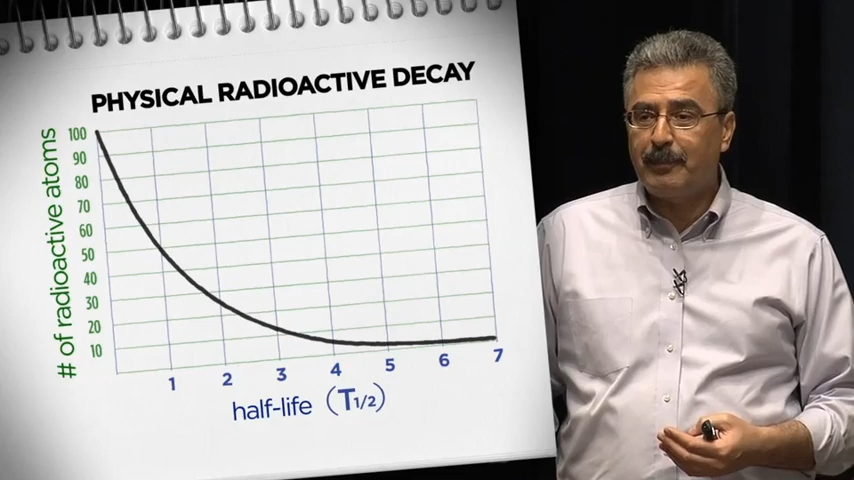 PHYSICAL RADIOACTIVE DECAY
# of radioactive atoms
100
90
80
70
60
50
40
30
20
10
1 2 3 4 5 6 7
half-life (T1/2)